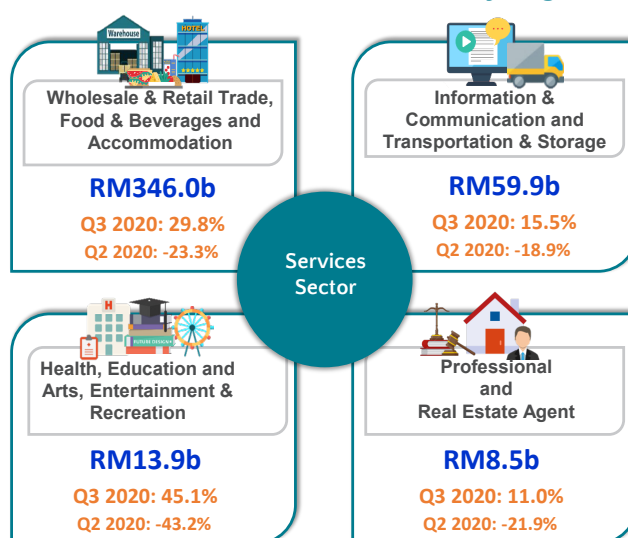 Warehouse
HOTEL
Wholesale & Retail Trade,
Food & Beverages and
Accommodation
RM346.0b
Q3 2020: 29.8%
Q2 2020: -23.3%
Information &
Communication and
Transportation & Storage
RM59.9b
Q3 2020: 15.5%
Q2 2020: -18.9%
Services
Sector
H
Health, Education and
Arts, Entertainment &
Recreation
RM13.9b
Q3 2020: 45.1%
Q2 2020: -43.2%
Professional
and
Real Estate Agent
RM8.5b
Q3 2020: 11.0%
Q2 2020: -21.9%